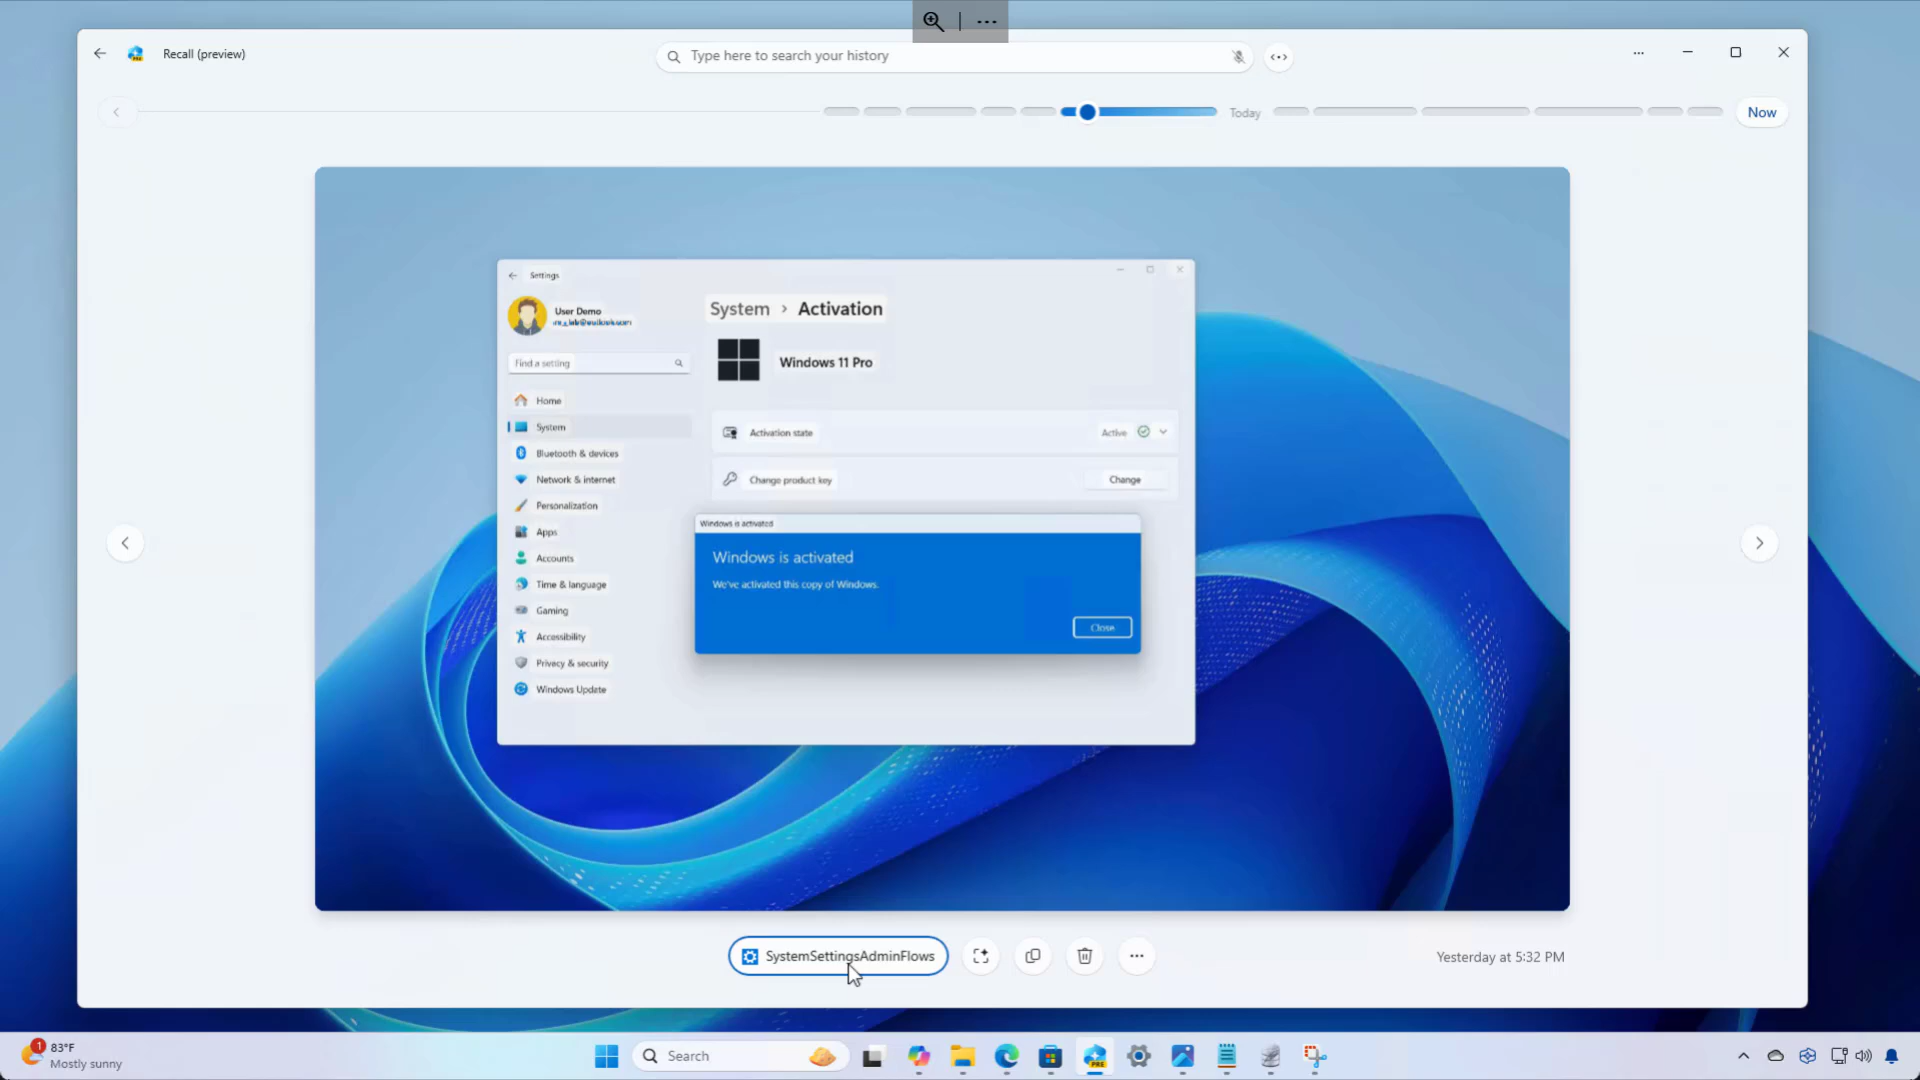 Recall (preview)
Type here to search your history
Today
Now
Settings
User Demo
Find a setting
Home
System
Bluetooth & devices
Network & internet
Personalization
Apps
Accounts
Time & language
Gaming
Accessibility
Privacy & security
Windows Update
System › Activation
Windows 11 Pro
Activation state
Active
Change product key
Change
Windows is activated
Windows is activated
We've activated this copy of Windows.
Close
SystemSettingsAdminFlows
Yesterday at 5:32 PM
1
83°F
Mostly sunny
Search
PRE